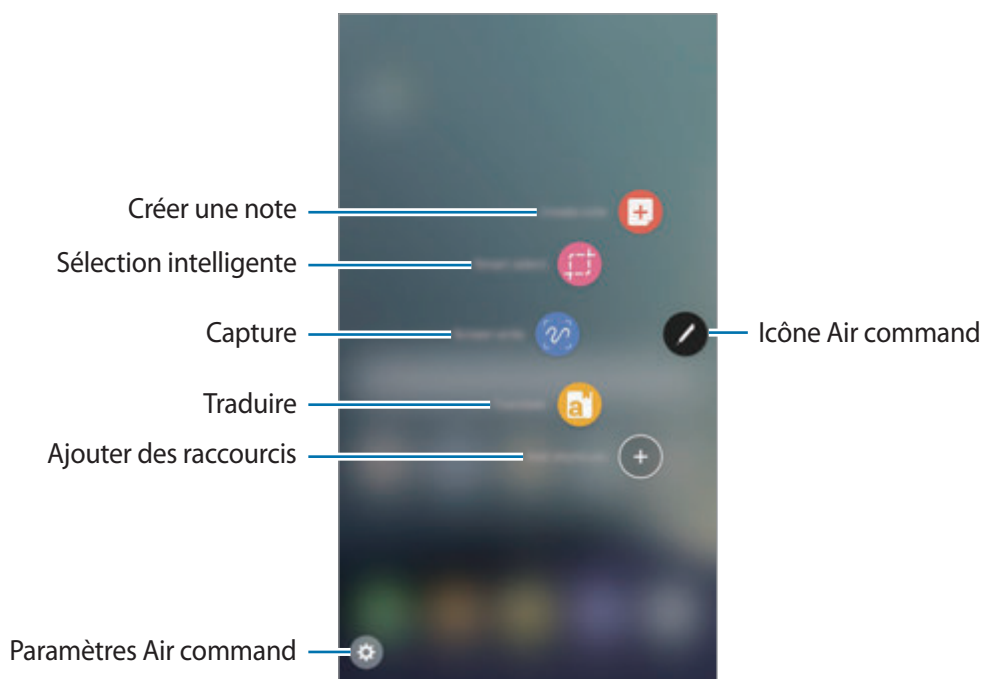 Créer une note
Sélection intelligente
Capture
Icône Air command
Traduire
Ajouter des raccourcis
Paramètres Air command